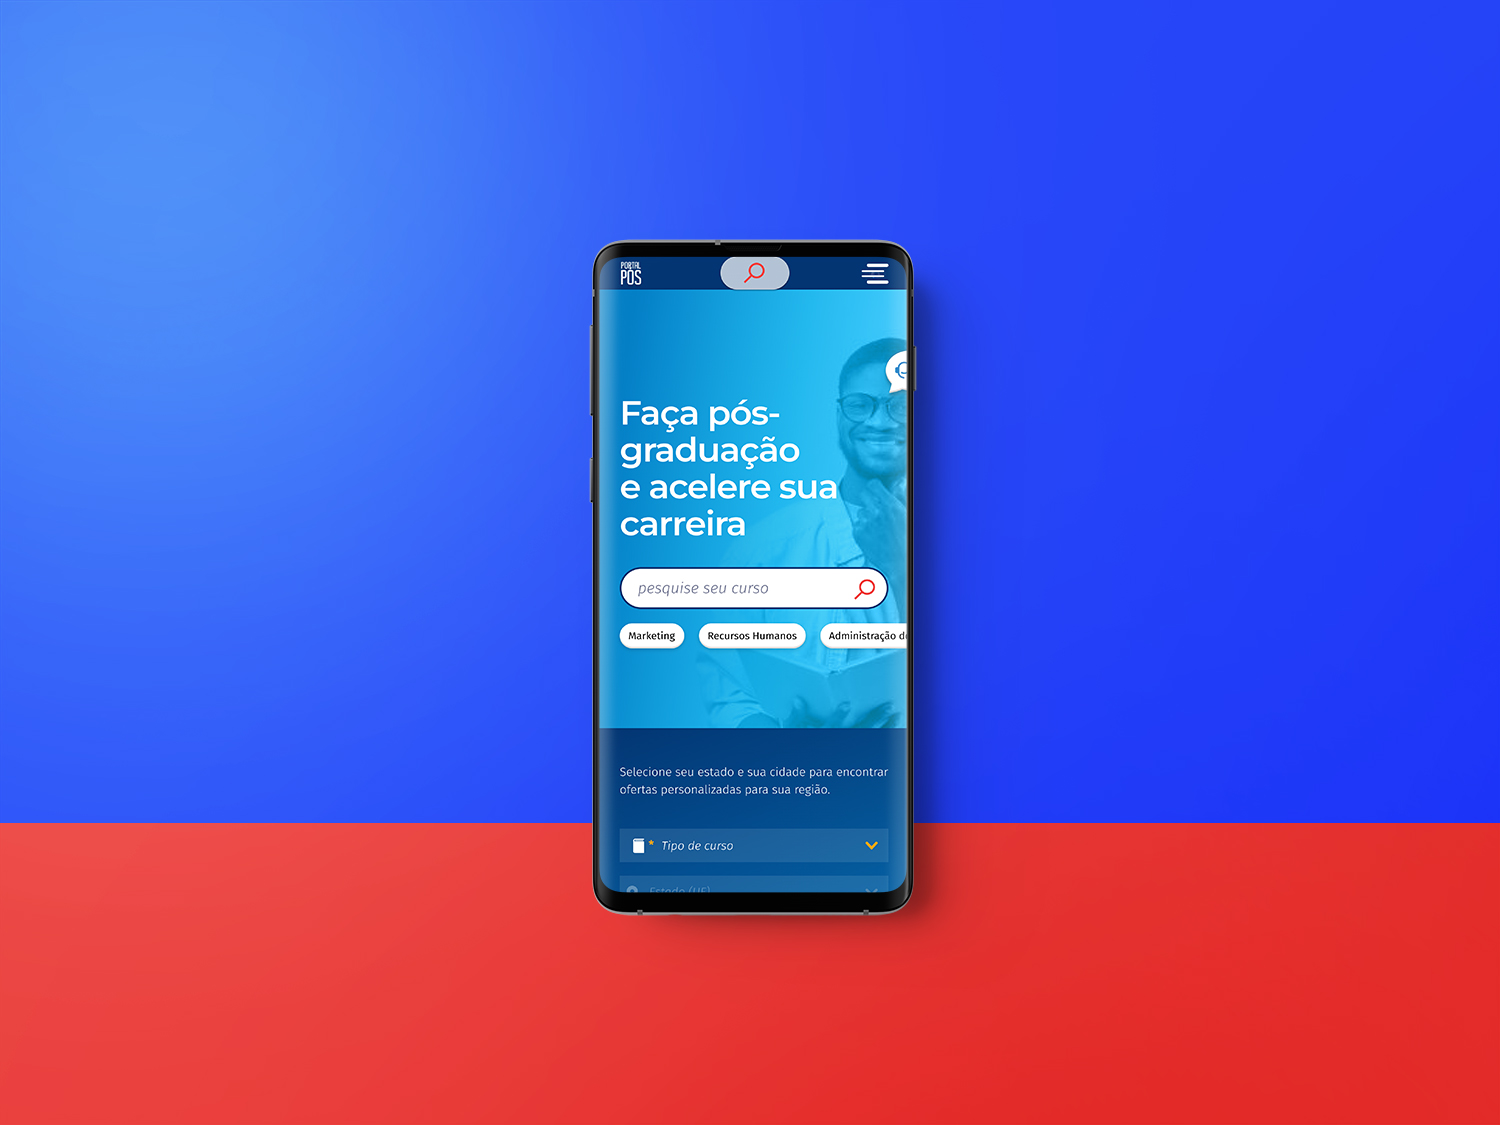 PORTAL
PÓS
Faça pós-
graduação
e acelere sua
carreira
pesquise seu curso
Marketing
Recursos Humanos
Administração d
Selecione seu estado e sua cidade para encontrar
ofertas personalizadas para sua região.
* Tipo de curso
Estado (UF)